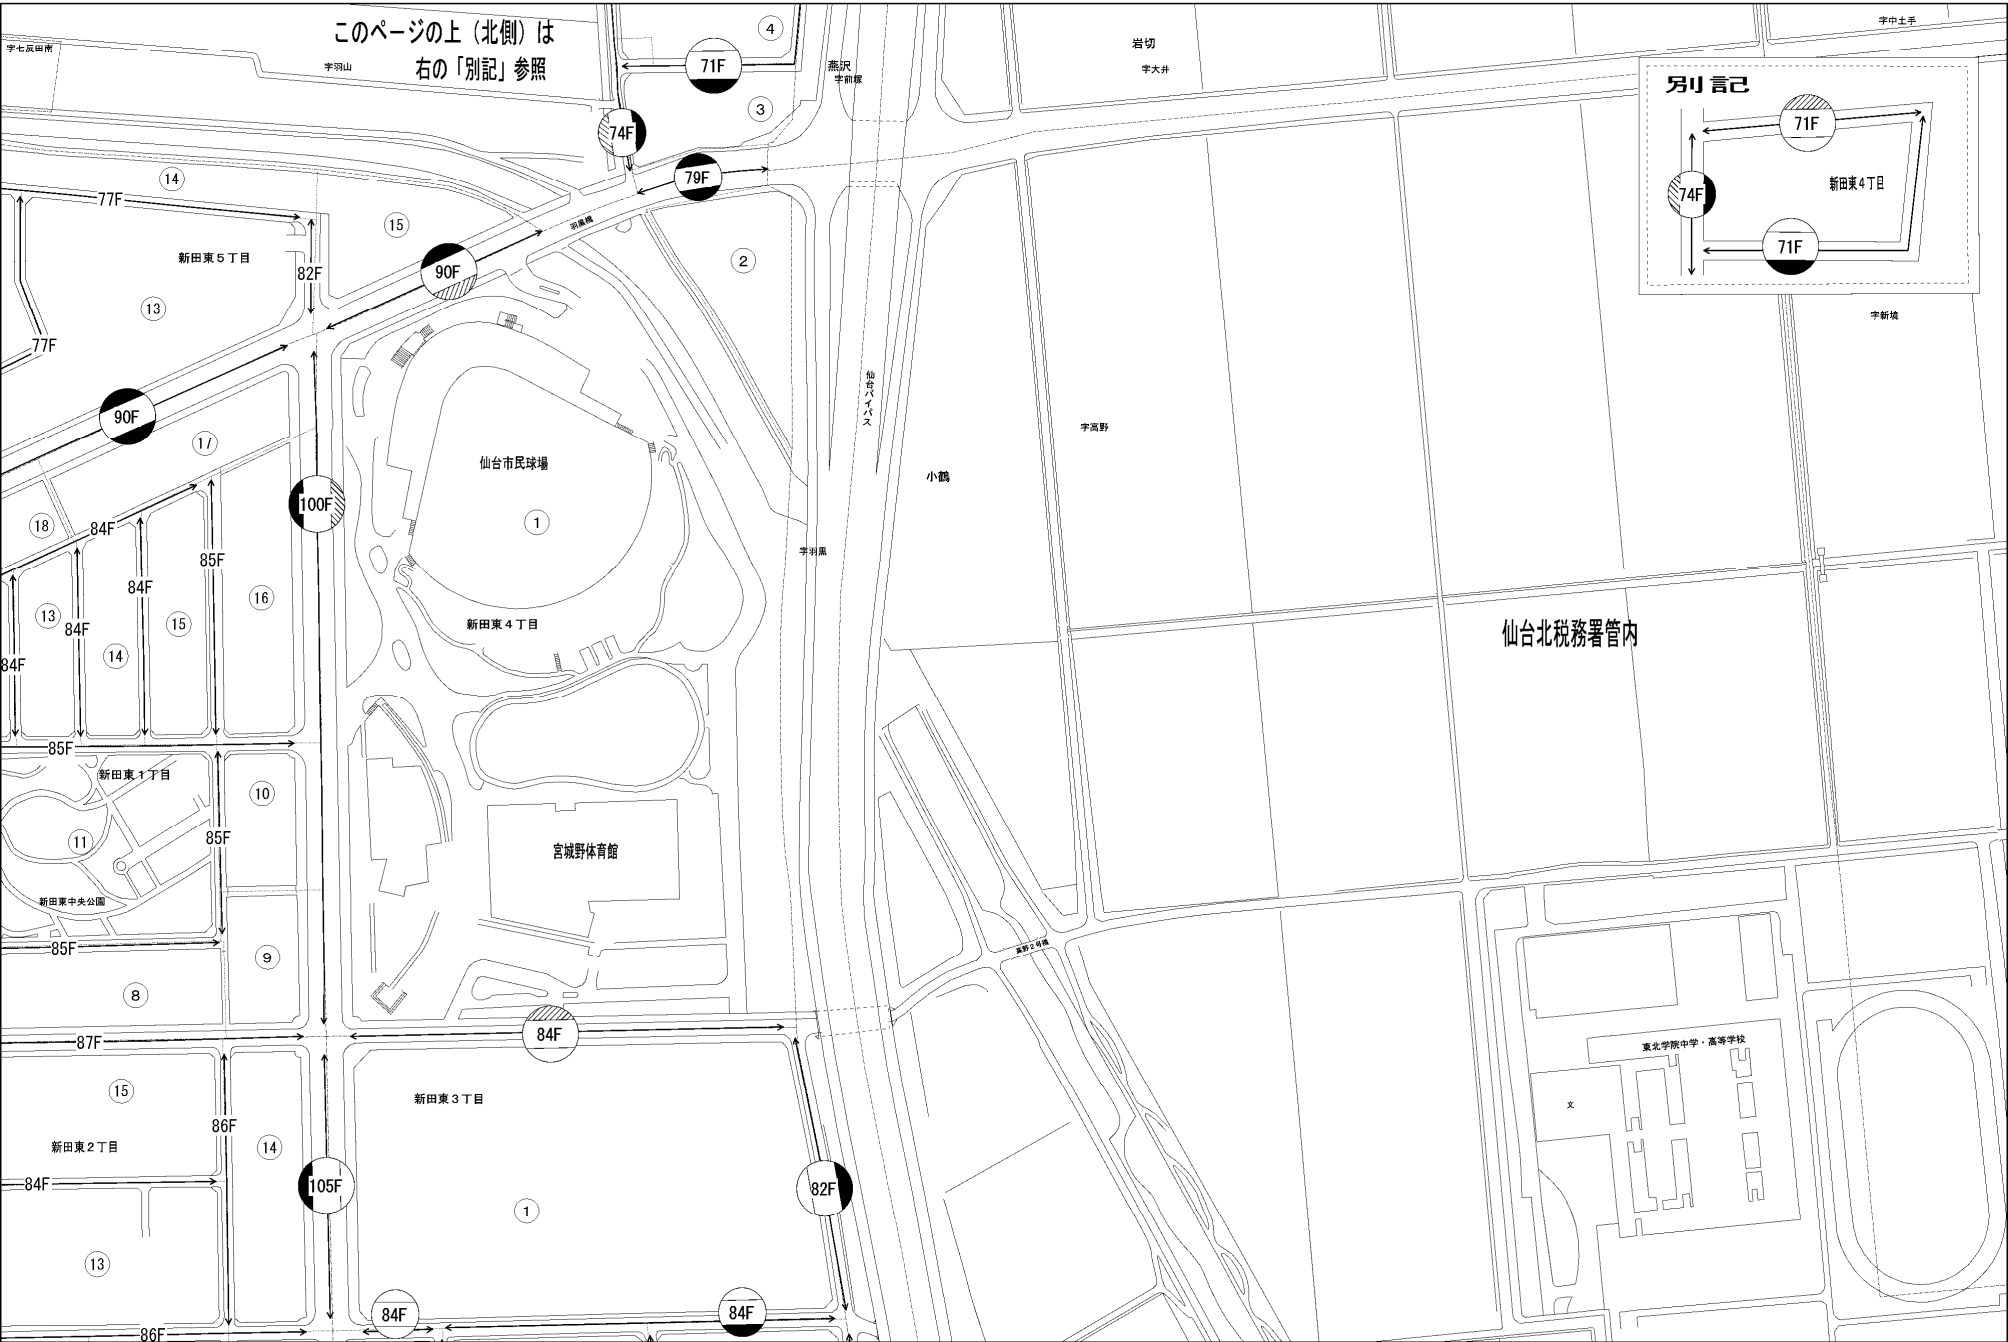 このページの上（北側）は
右の「別記」参照
字七反田南
字羽山
4
71F
燕沢
字前塚
3
岩切
字大井
字中土手
別記
71F
新田東4丁目
74F
71F
字新境
74F
79F
14
77F
15
羽黒橋
新田東5丁目
82F
90F
2
13
77F
90F
仙台バイパス
17
字高野
仙台市民球場
小鶴
100F
18
84F
1
85F
84F
字羽黒
13
84F
15
16
14
84F
新田東4丁目
仙台北税務署管内
85F
新田東1丁目
10
11
85F
宮城野体育館
新田東中央公園
85F
9
高野2号橋
8
87F
84F
東北学院中学・高等学校
15
新田東3丁目
文
86F
新田東2丁目
14
84F
105F
82F
1
13
84F
84F
86F